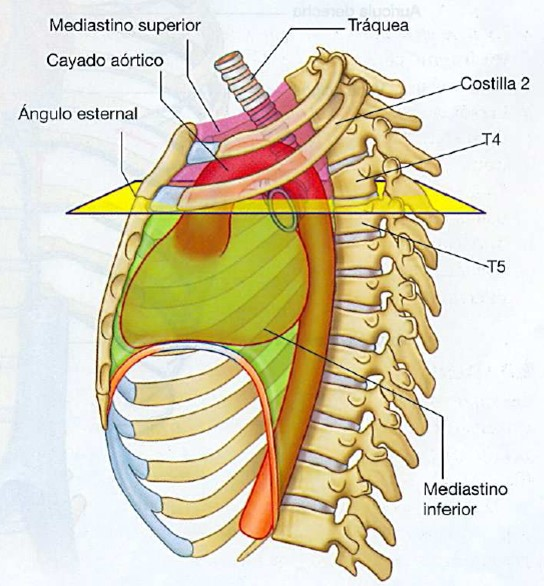 Mediastino superior
Tráquea
Cayado aórtico
Costilla 2
Ángulo esternal
T4
T5
Mediastino
inferior